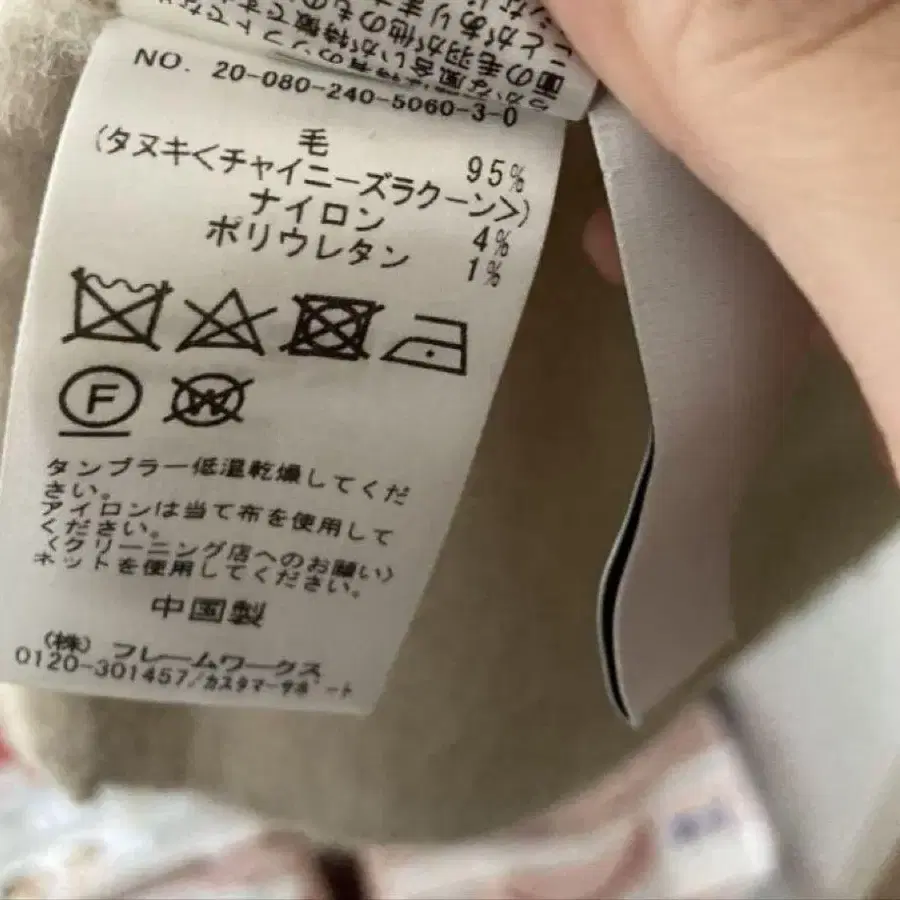 NO. 20-080-240-5060-3-0
毛 95%
(タヌキ<チャイニーズラクーン>)
ナイロン 4%
ポリウレタン 1%
F
W
タンブラー低温乾燥してくだ
さい。
アイロンは当て布を使用して
ください。
<クリーニング店へのお願い>
ネットを使用してください。
中国製
(株) フレームワークス
0120-301457/カスタマーサポート